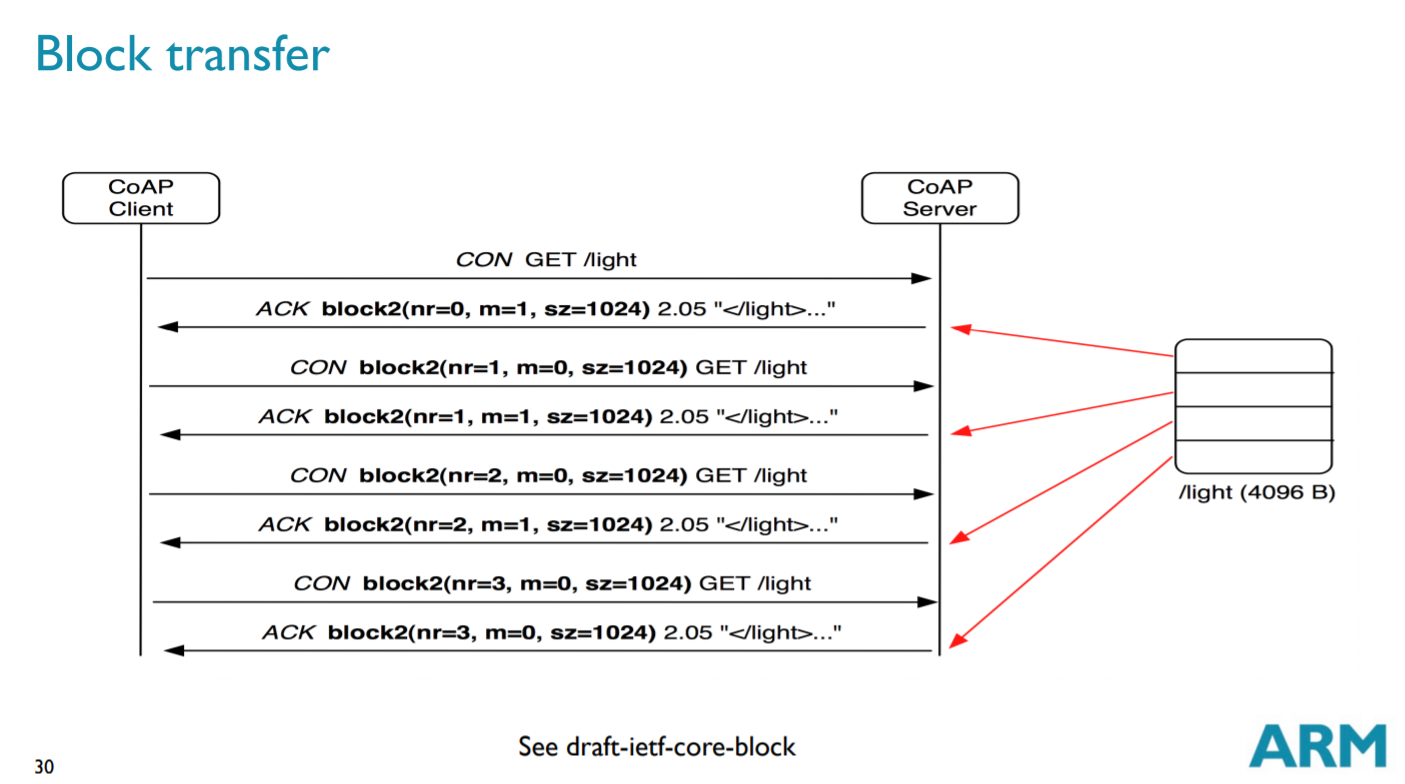 Block transfer
CoAP
Client
CoAP
Server
CON GET /light
ACK block2(nr=0, m=1, sz=1024) 2.05 "</light>..."
CON block2(nr=1, m=0, sz=1024) GET /light
ACK block2(nr=1, m=1, sz=1024) 2.05 "</light>..."
CON block2(nr=2, m=0, sz=1024) GET /light
ACK block2(nr=2, m=1, sz=1024) 2.05 "</light>..."
CON block2(nr=3, m=0, sz=1024) GET /light
ACK block2(nr=3, m=0, sz=1024) 2.05 "</light>..."
/light (4096 B)
See draft-ietf-core-block
30
ARM